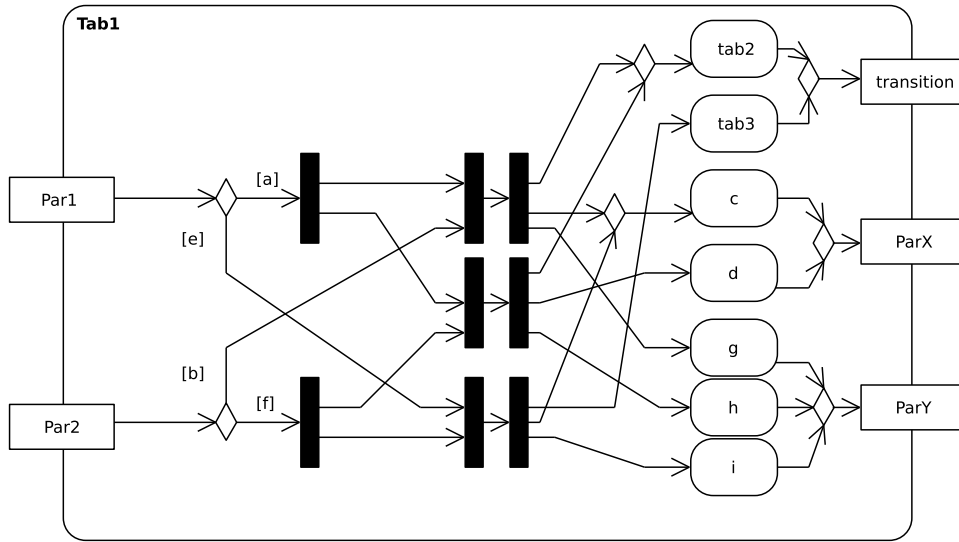 Tab1
tab2
transition
tab3
[a]
Par1
c
[e]
ParX
d
g
[b]
[f]
h
ParY
Par2
i